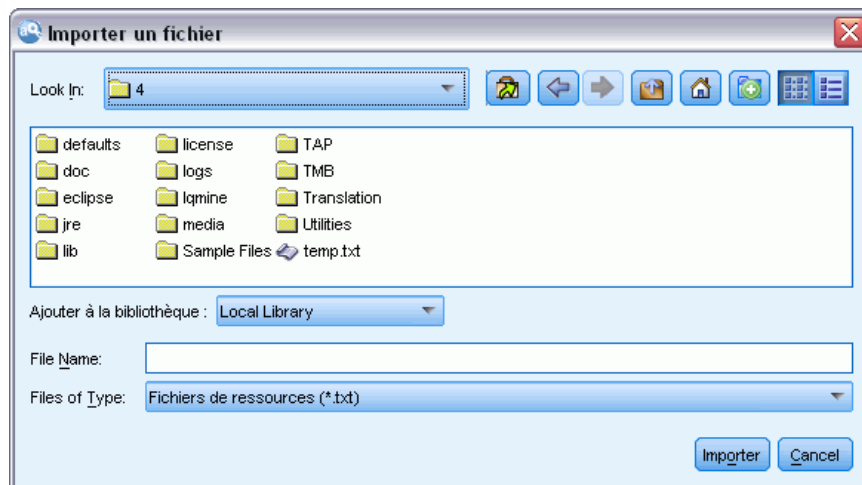 Importer un fichier
Look In: 4
defaults license TAP
doc logs TMB
eclipse lqmine Translation
jre media Utilities
lib Sample Files temp.txt
Ajouter à la bibliothèque : Local Library
File Name:
Files of Type: Fichiers de ressources (*.txt)
Importer Cancel